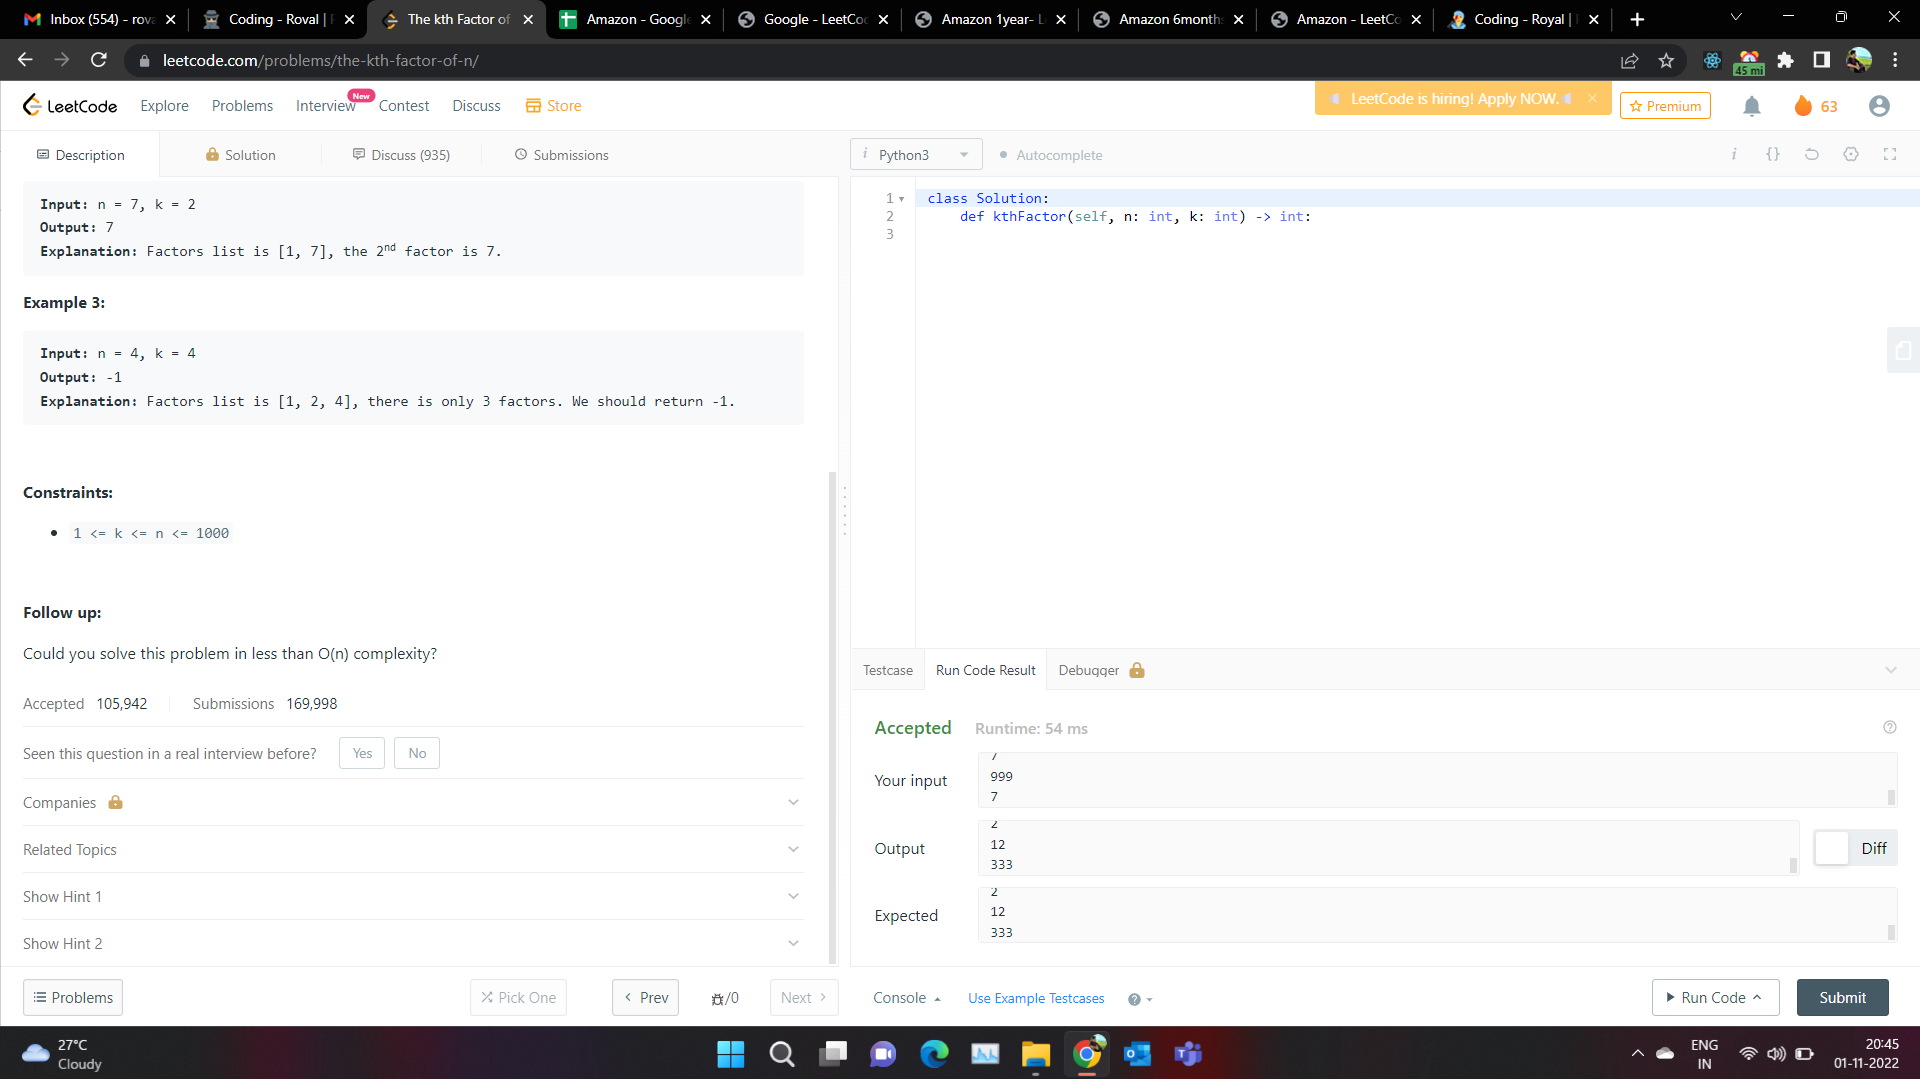 Inbox (554) - rova
Coding - Roval |
The kth Factor of
Amazon - Google
Google - LeetCo
Amazon 1year- L
Amazon 6month
Amazon - LeetCo
Coding - Royal |
leetcode.com/problems/the-kth-factor-of-n/
45 mi
LeetCode
Explore
Problems
Interview
New
Contest
Discuss
Store
LeetCode is hiring! Apply NOW.
Premium
63
Description
Solution
Discuss (935)
Submissions
Input: n = 7, k = 2
Output: 7
Explanation: Factors list is [1, 7], the 2nd factor is 7.
Example 3:
Input: n = 4, k = 4
Output: -1
Explanation: Factors list is [1, 2, 4], there is only 3 factors. We should return -1.
Constraints:
1 <= k <= n <= 1000
Follow up:
Could you solve this problem in less than O(n) complexity?
Accepted 105,942 Submissions 169,998
Seen this question in a real interview before? Yes No
Companies
Related Topics
Show Hint 1
Show Hint 2
Problems
Pick One
Prev
/0
Next
i Python3
Autocomplete
i {}
1 class Solution:
2 def kthFactor(self, n: int, k: int) -> int:
3
Testcase
Run Code Result
Debugger
Accepted Runtime: 54 ms
Your input
7
999
7
Output
2
12
333
Diff
Expected
2
12
333
Console
Use Example Testcases
Run Code
Submit
27°C
Cloudy
ENG
IN
20:45
01-11-2022